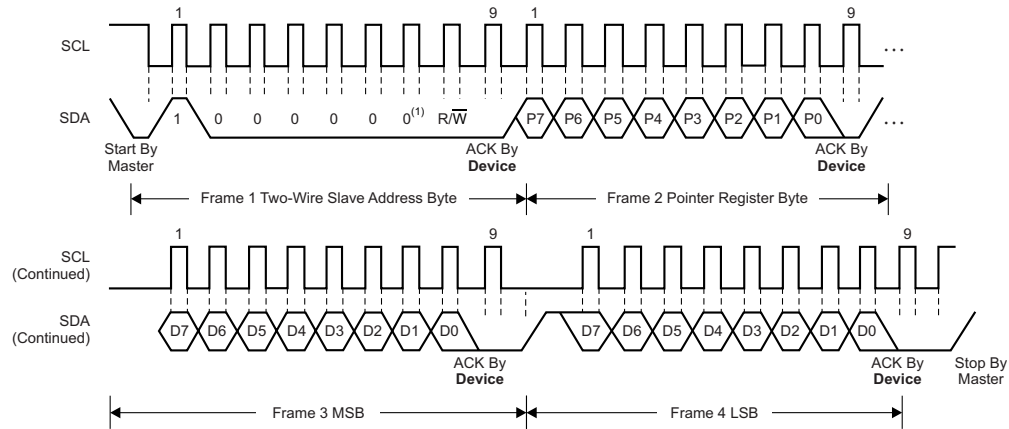 1 9 1 9
SCL ...
SDA 1 0 0 0 0 0 0(1) R/W̅ P7 P6 P5 P4 P3 P2 P1 P0 ...
Start By Master
ACK By Device
ACK By Device
Frame 1 Two-Wire Slave Address Byte
Frame 2 Pointer Register Byte
1 9 1 9
SCL (Continued)
SDA (Continued) D7 D6 D5 D4 D3 D2 D1 D0 D7 D6 D5 D4 D3 D2 D1 D0
ACK By Device
ACK By Device
Stop By Master
Frame 3 MSB
Frame 4 LSB